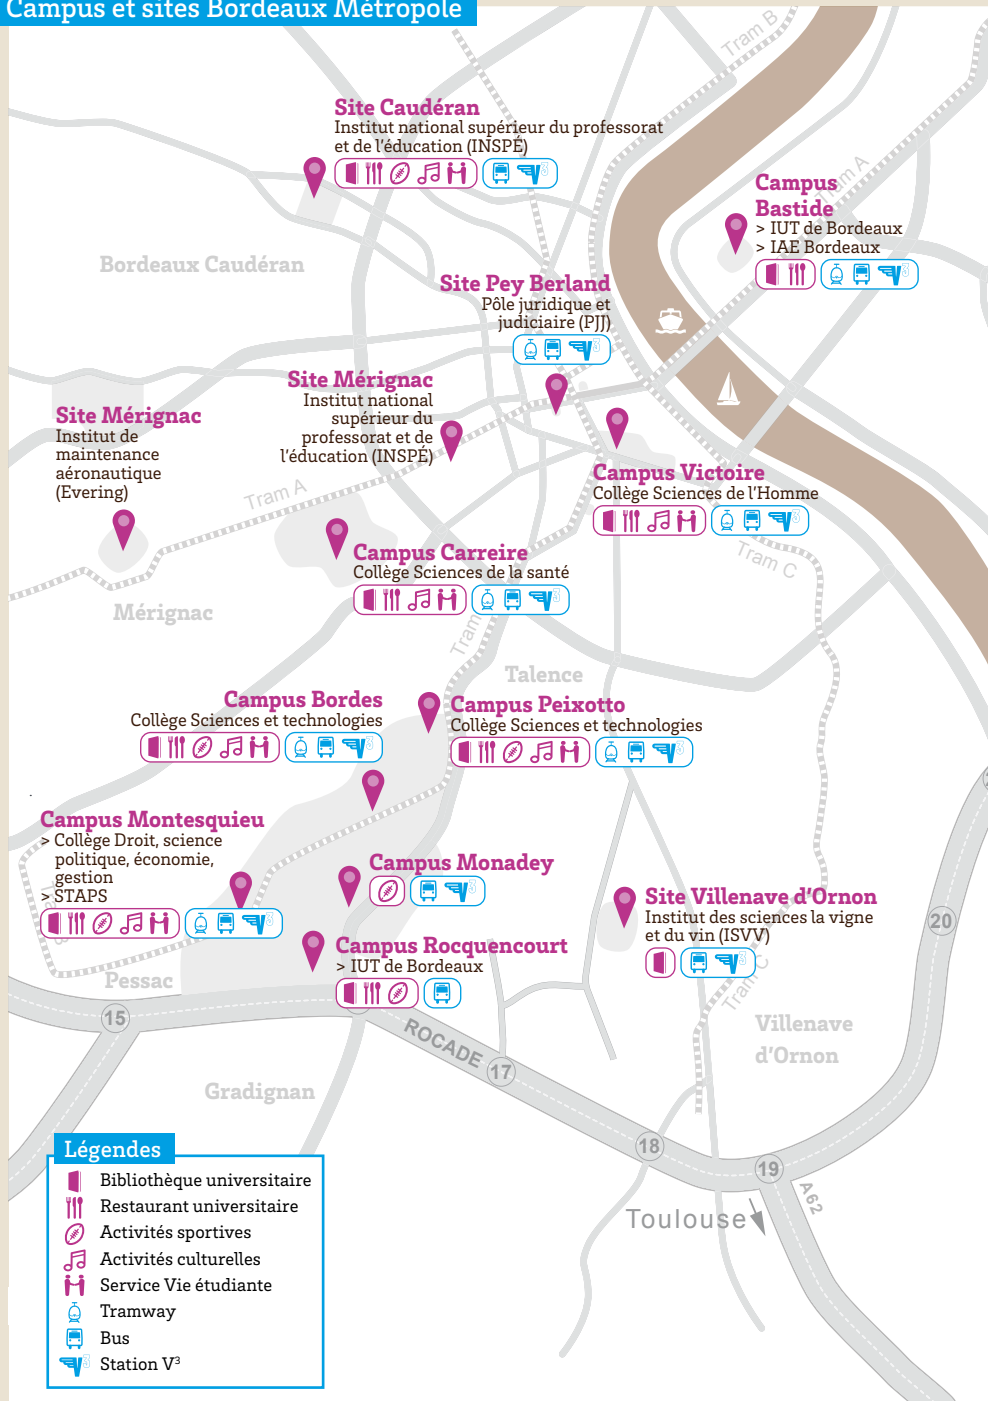 Campus et sites Bordeaux Métropole
Tram B
Site Caudéran
Institut national supérieur du professorat
et de l'éducation (INSPÉ)
Tram A
Campus
Bastide
> IUT de Bordeaux
> IAE Bordeaux
Bordeaux Caudéran
Site Pey Berland
Pôle juridique et
judiciaire (PJJ)
Site Mérignac
Institut national
supérieur du
professorat et de
l'éducation (INSPÉ)
Site Mérignac
Institut de
maintenance
aéronautique
(Evering)
Tram A
Campus Victoire
Collège Sciences de l'Homme
Tram C
Campus Carreire
Collège Sciences de la santé
Mérignac
Tram
Talence
Campus Bordes
Collège Sciences et technologies
Campus Peixotto
Collège Sciences et technologies
Campus Montesquieu
> Collège Droit, science
politique, économie,
gestion
> STAPS
Campus Monadey
Site Villenave d'Ornon
Institut des sciences la vigne
et du vin (ISVV)
20
Campus Rocquencourt
> IUT de Bordeaux
Tram C
Pessac
15
ROCADE
17
Villenave
d'Ornon
Gradignan
18
19
A62
Toulouse
Légendes
Bibliothèque universitaire
Restaurant universitaire
Activités sportives
Activités culturelles
Service Vie étudiante
Tramway
Bus
Station V³